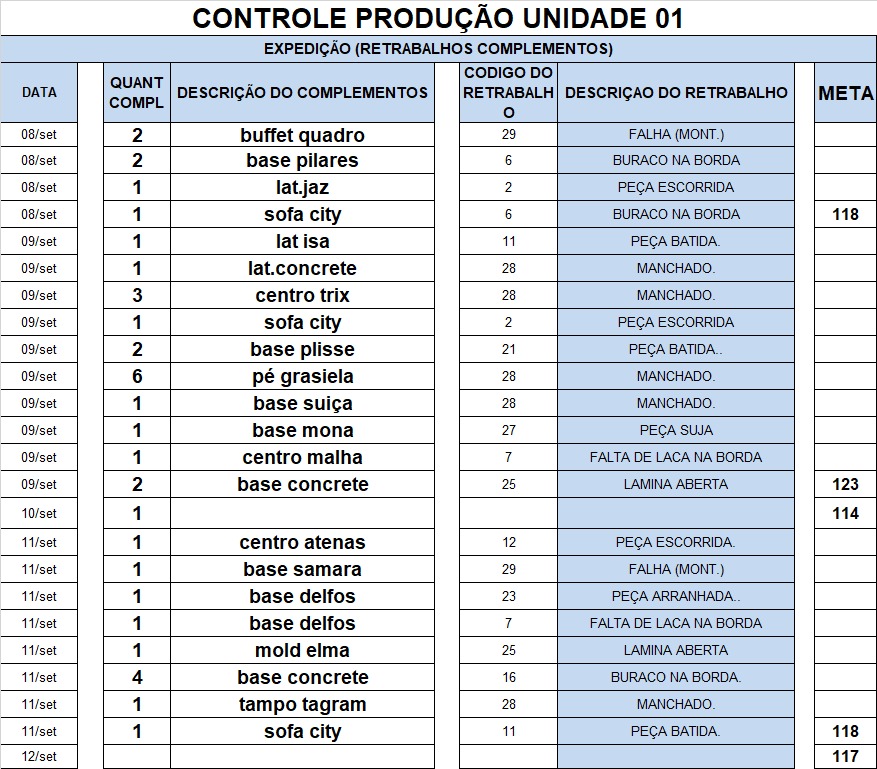 CONTROLE PRODUÇÃO UNIDADE 01
EXPEDIÇÃO (RETRABALHOS COMPLEMENTOS)
DATA QUANT COMPL DESCRIÇÃO DO COMPLEMENTOS CODIGO DO RETRABALHO DESCRIÇAO DO RETRABALHO META
08/set 2 buffet quadro 29 FALHA (MONT.)
08/set 2 base pilares 6 BURACO NA BORDA
08/set 1 lat.jaz 2 PEÇA ESCORRIDA
08/set 1 sofa city 6 BURACO NA BORDA 118
09/set 1 lat isa 11 PEÇA BATIDA.
09/set 1 lat.concrete 28 MANCHADO.
09/set 3 centro trix 28 MANCHADO.
09/set 1 sofa city 2 PEÇA ESCORRIDA
09/set 2 base plisse 21 PEÇA BATIDA..
09/set 6 pé grasiela 28 MANCHADO.
09/set 1 base suiça 28 MANCHADO.
09/set 1 base mona 27 PEÇA SUJA
09/set 1 centro malha 7 FALTA DE LACA NA BORDA
09/set 2 base concrete 25 LAMINA ABERTA 123
10/set 1 114
11/set 1 centro atenas 12 PEÇA ESCORRIDA.
11/set 1 base samara 29 FALHA (MONT.)
11/set 1 base delfos 23 PEÇA ARRANHADA..
11/set 1 base delfos 7 FALTA DE LACA NA BORDA
11/set 1 mold elma 25 LAMINA ABERTA
11/set 4 base concrete 16 BURACO NA BORDA.
11/set 1 tampo tagram 28 MANCHADO.
11/set 1 sofa city 11 PEÇA BATIDA. 118
12/set 117